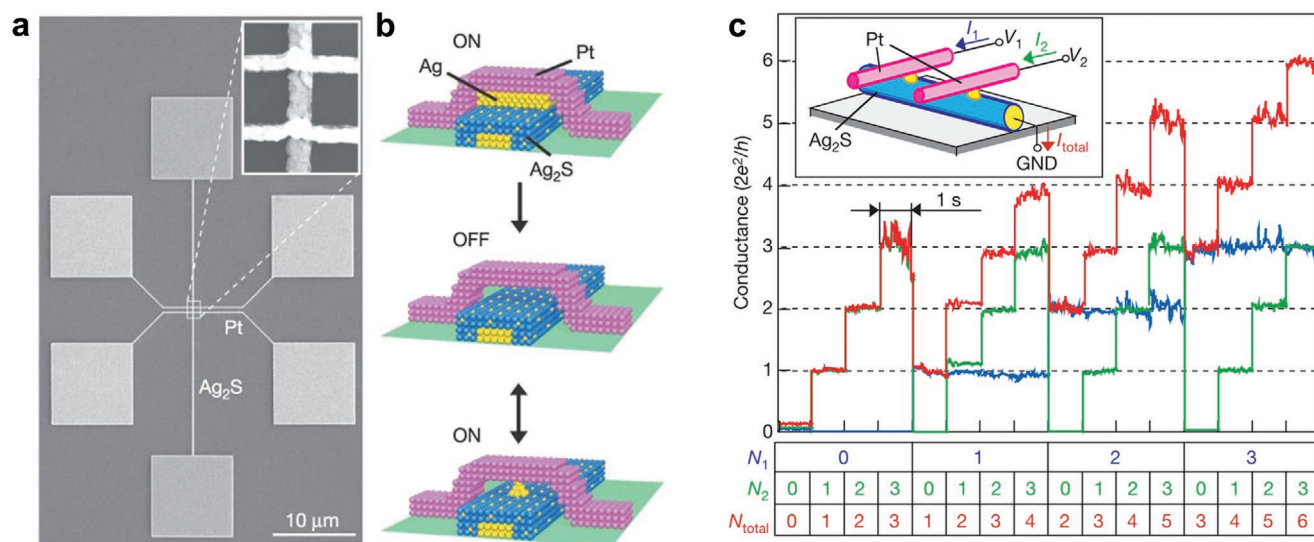 a
Pt
Ag₂S
10 μm
b
ON
Pt
Ag
Ag₂S
OFF
ON
c
Conductance (2e²/h)
6
5
4
3
2
1
0
Pt
I₁
V₁
I₂
V₂
Ag₂S
I_total
GND
1 s
N₁ 0 1 2 3
N₂ 0 1 2 3 0 1 2 3 0 1 2 3 0 1 2 3
N_total 0 1 2 3 1 2 3 4 2 3 4 5 3 4 5 6